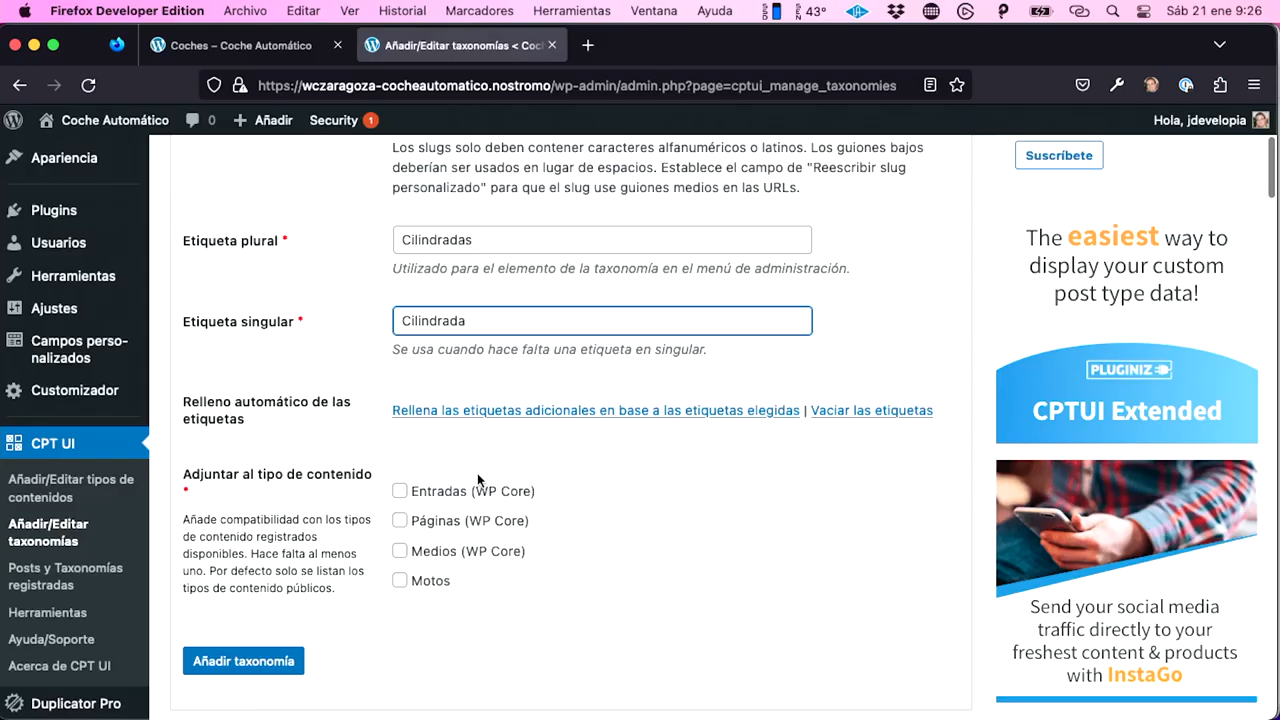 Firefox Developer Edition Archivo Editar Ver Historial Marcadores Herramientas Ventana Ayuda 43° Sáb 21 ene 9:26
Coches – Coche Automático
Añadir/Editar taxonomías < Coc
https://wczaragoza-cocheautomatico.nostromo/wp-admin/admin.php?page=cptui_manage_taxonomies
Coche Automático 0 Añadir Security 1 Hola, jdevelopia
Apariencia
Plugins
Usuarios
Herramientas
Ajustes
Campos perso-
nalizados
Customizador
CPT UI
Añadir/Editar tipos de
contenidos
Añadir/Editar
taxonomías
Posts y Taxonomías
registradas
Herramientas
Ayuda/Soporte
Acerca de CPT UI
Duplicator Pro
Los slugs solo deben contener caracteres alfanuméricos o latinos. Los guiones bajos
deberían ser usados en lugar de espacios. Establece el campo de "Reescribir slug
personalizado" para que el slug use guiones medios en las URLs.
Etiqueta plural *
Cilindradas
Utilizado para el elemento de la taxonomía en el menú de administración.
Etiqueta singular *
Cilindrada
Se usa cuando hace falta una etiqueta en singular.
Relleno automático de las
etiquetas
Rellena las etiquetas adicionales en base a las etiquetas elegidas | Vaciar las etiquetas
Adjuntar al tipo de contenido
*
Añade compatibilidad con los tipos
de contenido registrados
disponibles. Hace falta al menos
uno. Por defecto solo se listan los
tipos de contenido públicos.
Entradas (WP Core)
Páginas (WP Core)
Medios (WP Core)
Motos
Añadir taxonomía
Suscríbete
The easiest way to
display your custom
post type data!
PLUGINIZ
CPTUI Extended
Send your social media
traffic directly to your
freshest content & products
with InstaGo